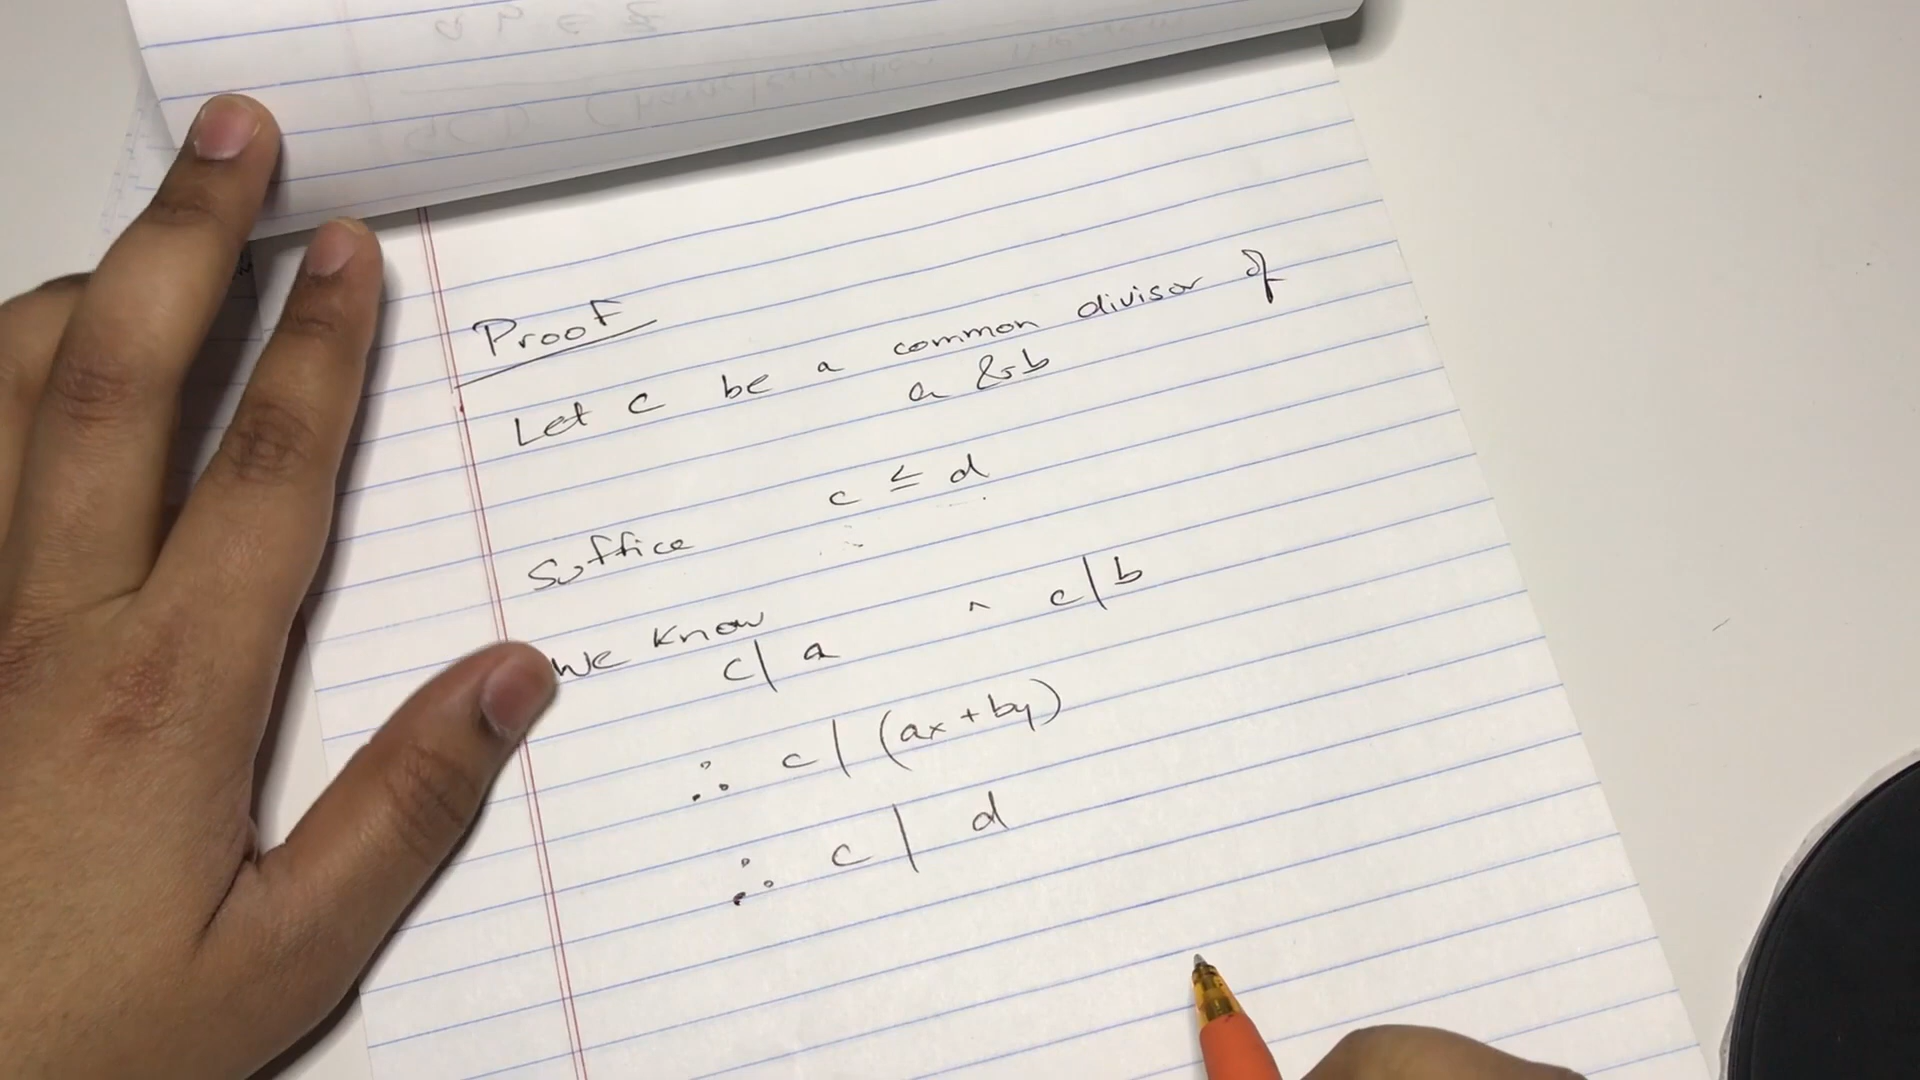 Proof
Let c be a common divisor of
a & b
Suffice c ≤ d
We know
c | a ^ c | b
∴ c | (ax + by)
∴ c | d